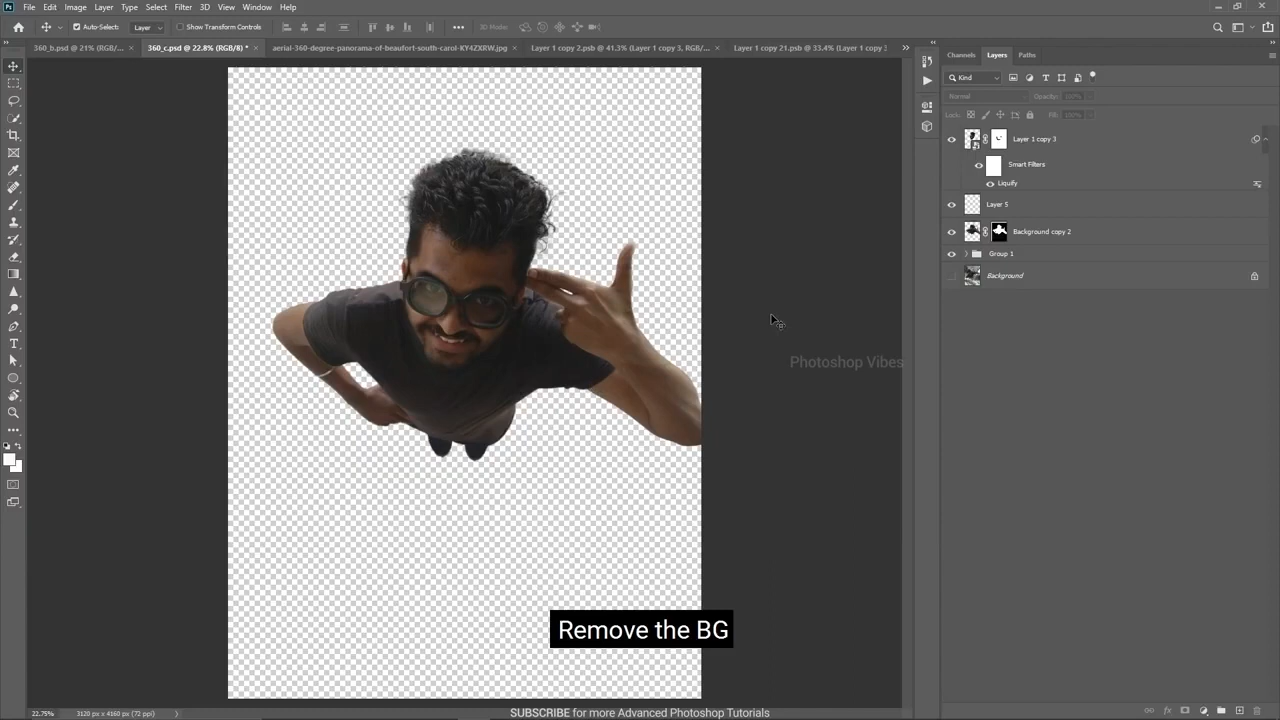 File Edit Image Layer Type Select Filter 3D View Window Help
Auto-Select: Layer Show Transform Controls 3D Mode:
360_b.psd @ 21% (RGB/... × 360_c.psd @ 22.8% (RGB/8) * × aerial-360-degree-panorama-of-beaufort-south-carol-KY4ZXRW.jpg × Layer 1 copy 2.psb @ 41.3% (Layer 1 copy 3, RGB/... × Layer 1 copy 21.psb @ 33.4% (Layer 1 copy 3
Channels Layers Paths
Kind
Normal Opacity: 100%
Lock: Fill: 100%
Layer 1 copy 3
Smart Filters
Liquify
Layer 5
Background copy 2
Group 1
Background
Photoshop Vibes
Remove the BG
22.75% 3120 px x 4160 px (72 ppi)
SUBSCRIBE for more Advanced Photoshop Tutorials